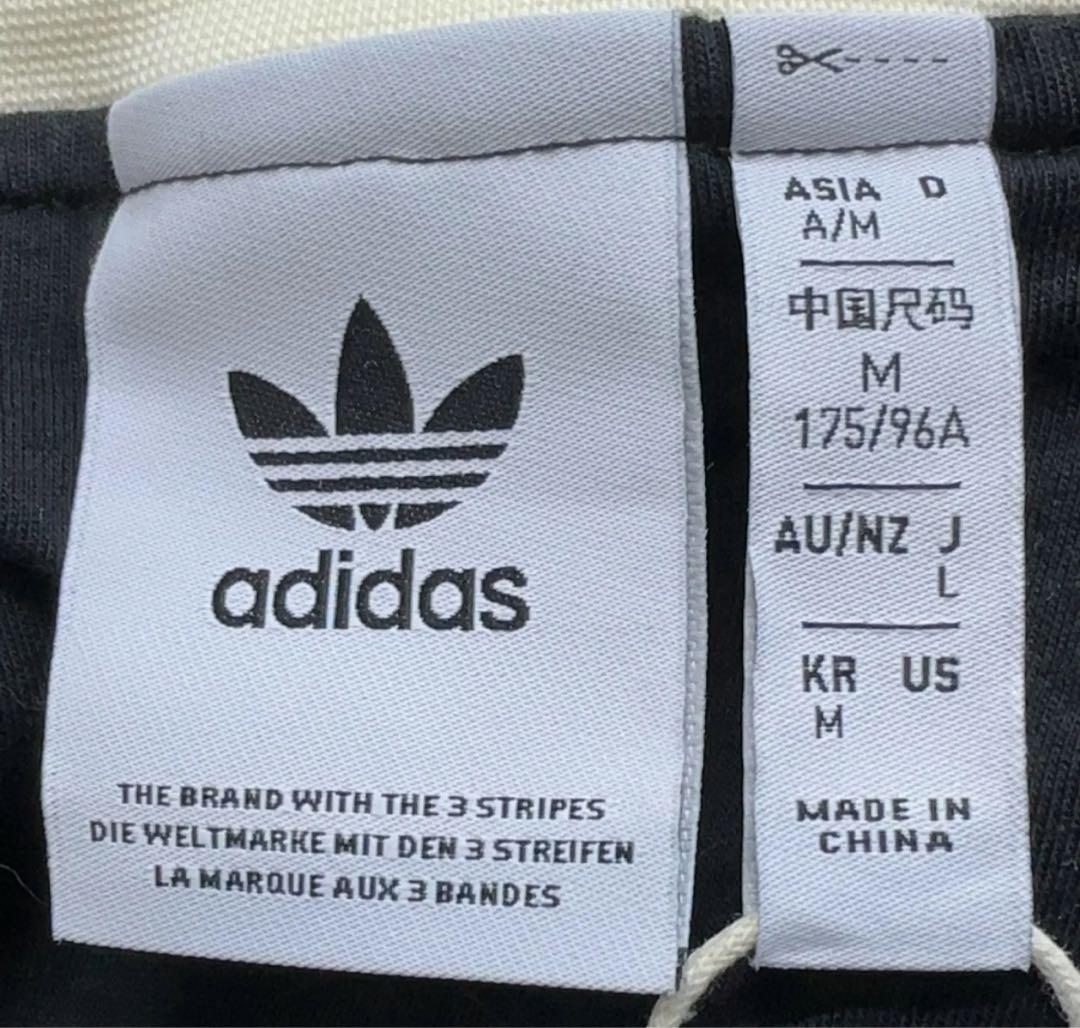 adidas
THE BRAND WITH THE 3 STRIPES
DIE WELTMARKE MIT DEN 3 STREIFEN
LA MARQUE AUX 3 BANDES
ASIA D
A/M
中国尺码
M
175/96A
AU/NZ J
L
KR US
M
MADE IN
CHINA